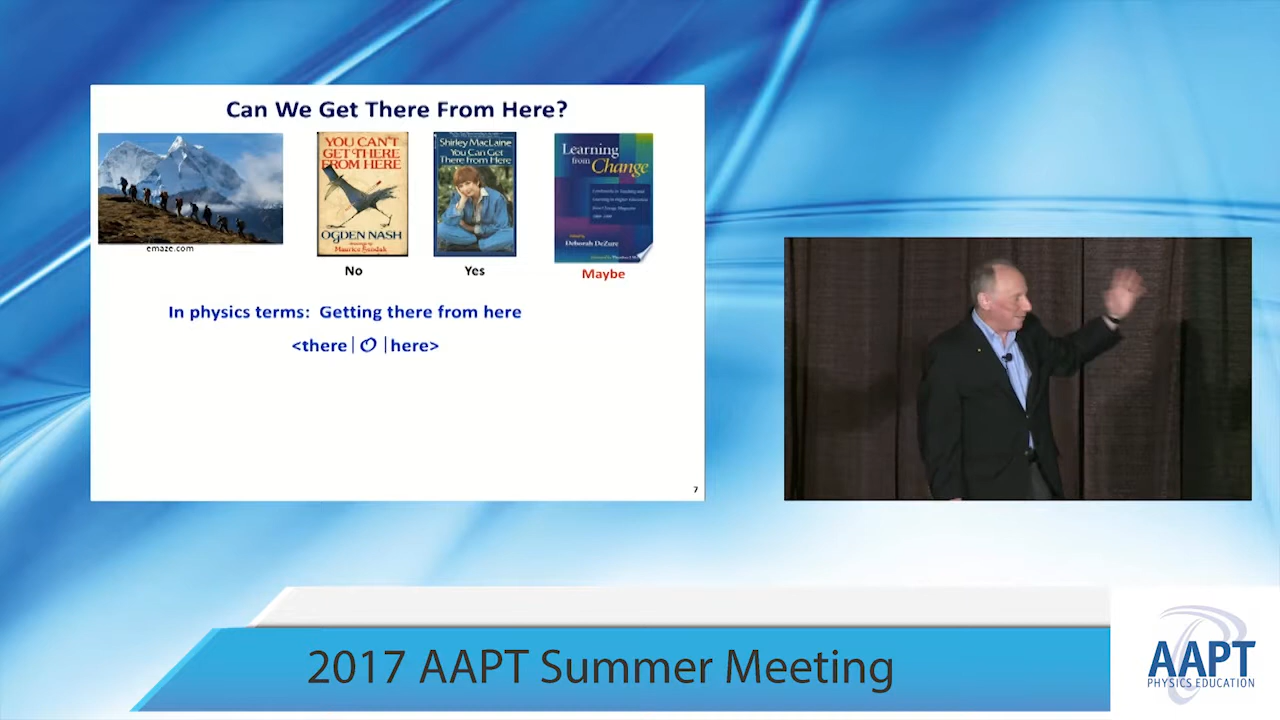 Can We Get There From Here?
emaze.com
YOU CAN'T
GET THERE
FROM HERE
OGDEN NASH
Maurice Sendak
No
Shirley MacLaine
You Can Get
There From Here
Yes
Learning
from Change
Deborah DeZure
Maybe
In physics terms: Getting there from here
<there| O |here>
7
2017 AAPT Summer Meeting
AAPT
PHYSICS EDUCATION